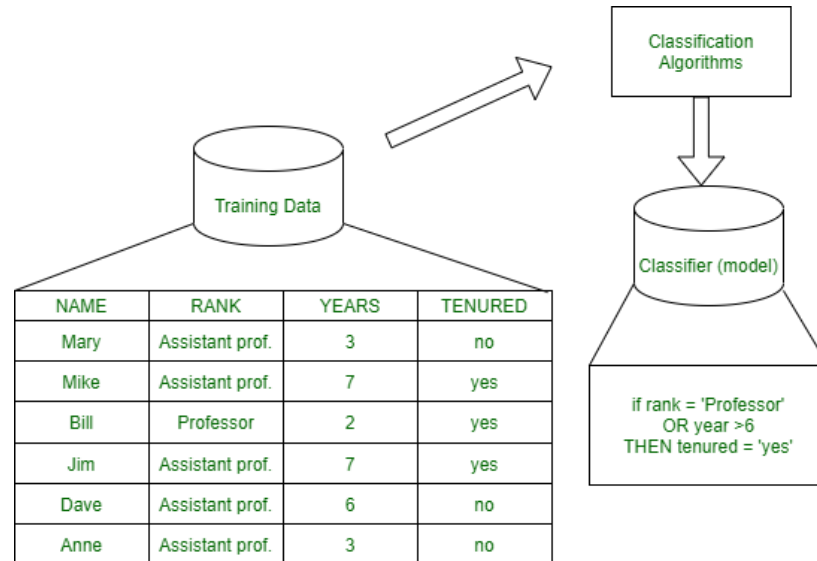 Classification
Algorithms
Training Data
Classifier (model)
NAME RANK YEARS TENURED
Mary Assistant prof. 3 no
Mike Assistant prof. 7 yes
Bill Professor 2 yes
Jim Assistant prof. 7 yes
Dave Assistant prof. 6 no
Anne Assistant prof. 3 no
if rank = 'Professor'
OR year >6
THEN tenured = 'yes'